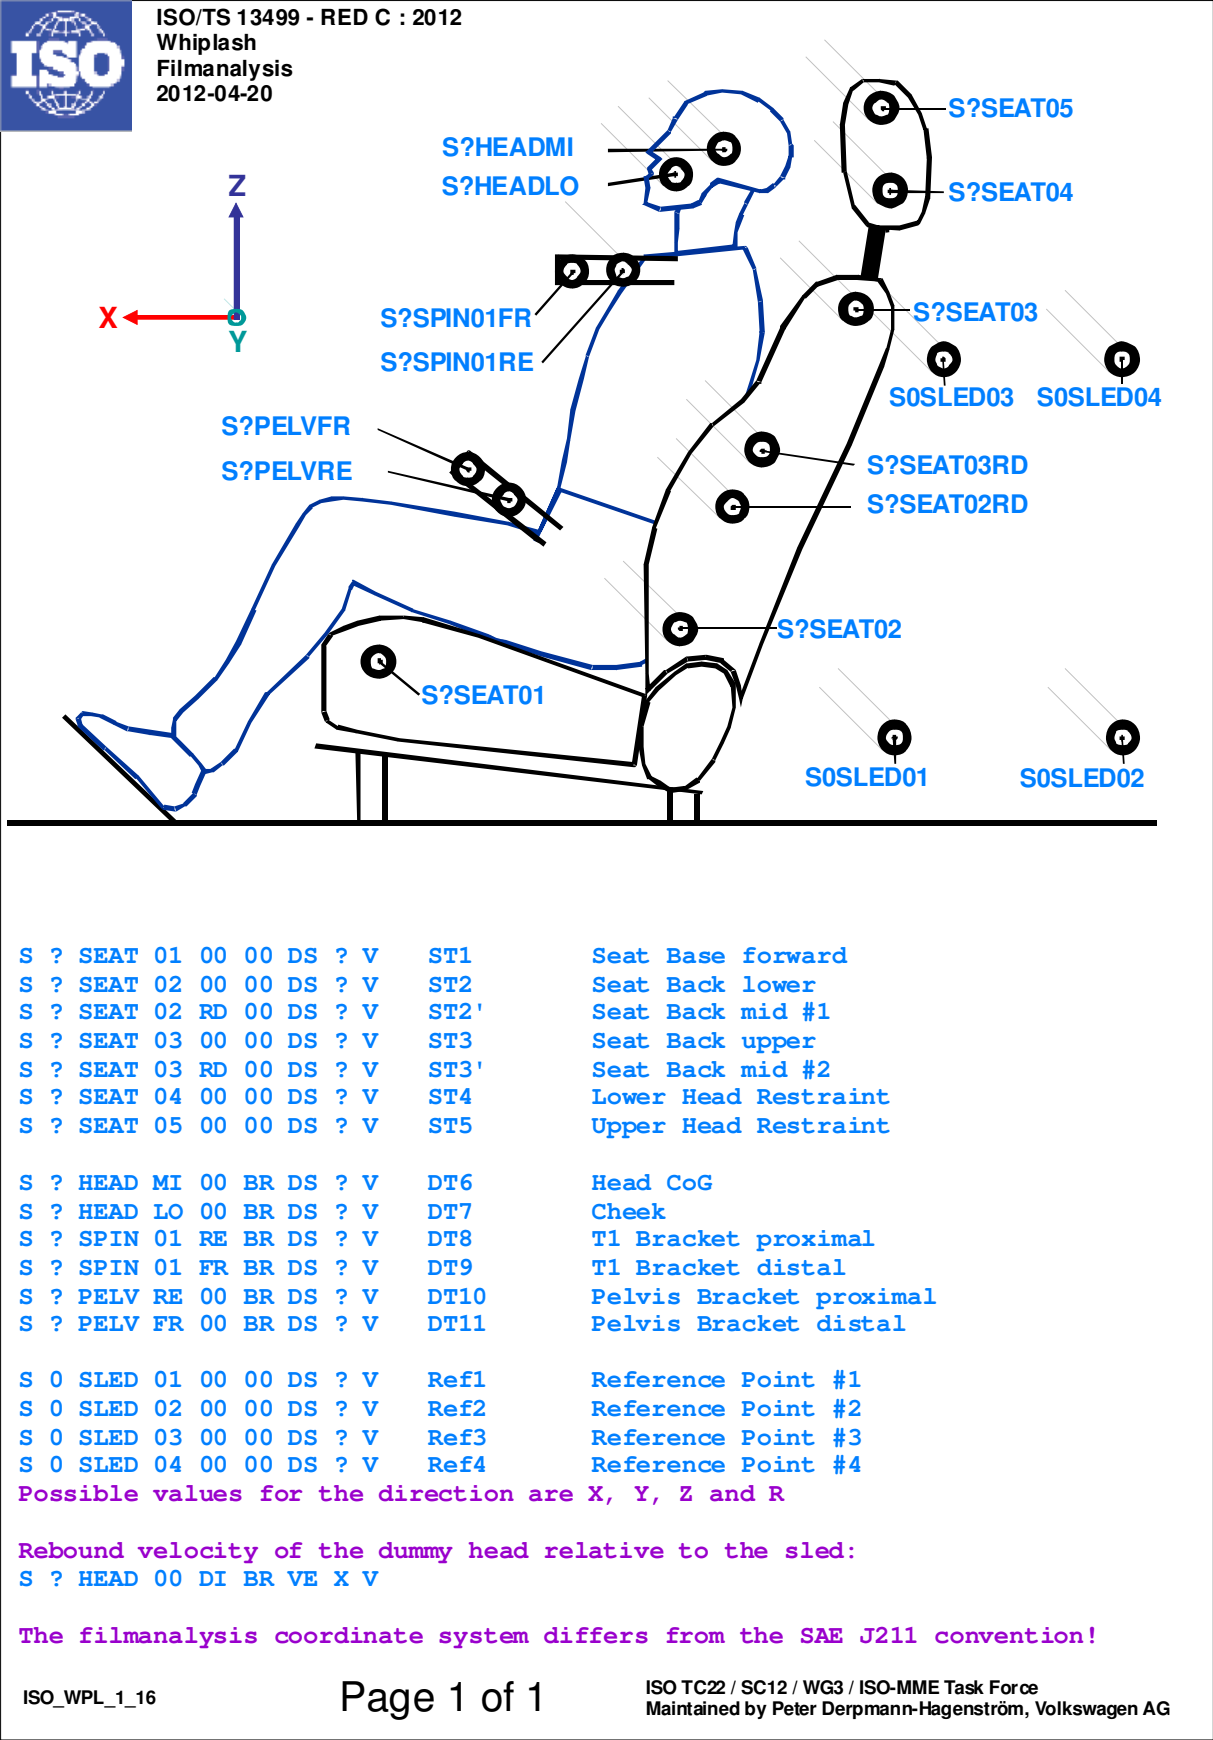 ISO
ISO/TS 13499 - RED C : 2012
Whiplash
Filmanalysis
2012-04-20
S?SEAT05
S?HEADMI
S?HEADLO
S?SEAT04
Z
X
Y
S?SPIN01FR
S?SEAT03
S?SPIN01RE
S0SLED03 S0SLED04
S?PELVFR
S?PELVRE
S?SEAT03RD
S?SEAT02RD
S?SEAT02
S?SEAT01
S0SLED01 S0SLED02
S ? SEAT 01 00 00 DS ? V ST1 Seat Base forward
S ? SEAT 02 00 00 DS ? V ST2 Seat Back lower
S ? SEAT 02 RD 00 DS ? V ST2' Seat Back mid #1
S ? SEAT 03 00 00 DS ? V ST3 Seat Back upper
S ? SEAT 03 RD 00 DS ? V ST3' Seat Back mid #2
S ? SEAT 04 00 00 DS ? V ST4 Lower Head Restraint
S ? SEAT 05 00 00 DS ? V ST5 Upper Head Restraint
S ? HEAD MI 00 BR DS ? V DT6 Head CoG
S ? HEAD LO 00 BR DS ? V DT7 Cheek
S ? SPIN 01 RE BR DS ? V DT8 T1 Bracket proximal
S ? SPIN 01 FR BR DS ? V DT9 T1 Bracket distal
S ? PELV RE 00 BR DS ? V DT10 Pelvis Bracket proximal
S ? PELV FR 00 BR DS ? V DT11 Pelvis Bracket distal
S 0 SLED 01 00 00 DS ? V Ref1 Reference Point #1
S 0 SLED 02 00 00 DS ? V Ref2 Reference Point #2
S 0 SLED 03 00 00 DS ? V Ref3 Reference Point #3
S 0 SLED 04 00 00 DS ? V Ref4 Reference Point #4
Possible values for the direction are X, Y, Z and R
Rebound velocity of the dummy head relative to the sled:
S ? HEAD 00 DI BR VE X V
The filmanalysis coordinate system differs from the SAE J211 convention!
ISO_WPL_1_16
Page 1 of 1
ISO TC22 / SC12 / WG3 / ISO-MME Task Force
Maintained by Peter Derpmann-Hagenström, Volkswagen AG